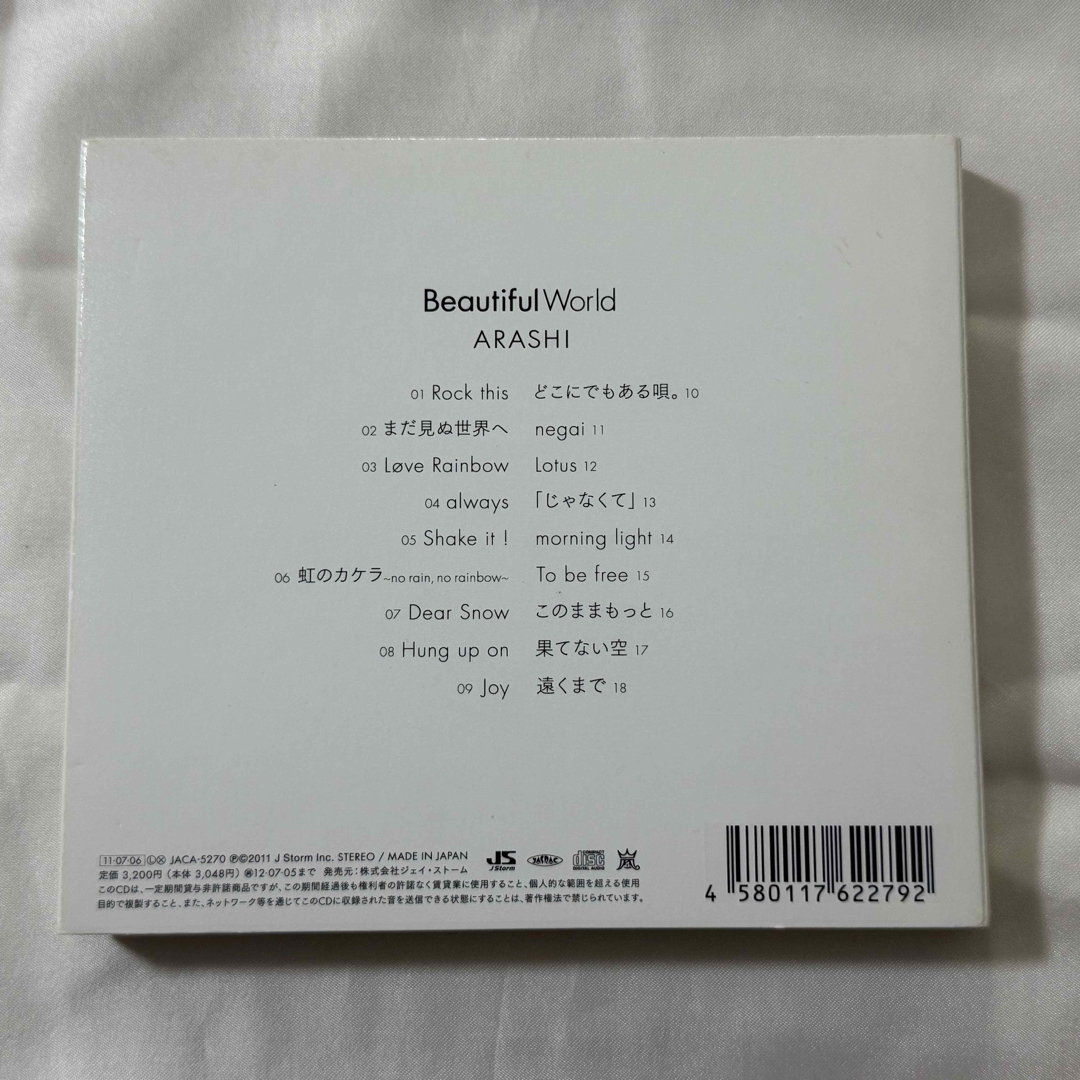 Beautiful World
ARASHI
01 Rock this
02 まだ見ぬ世界へ
03 Løve Rainbow
04 always
05 Shake it !
06 虹のカケラ~no rain, no rainbow~
07 Dear Snow
08 Hung up on
09 Joy
どこにでもある唄。10
negai 11
Lotus 12
「じゃなくて」13
morning light 14
To be free 15
このままもっと 16
果てない空 17
遠くまで 18
11·07·06 Ⓛ Ⓧ JACA-5270 ℗©2011 J Storm Inc. STEREO / MADE IN JAPAN
定価 3,200円（本体 3,048円）㊢12·07·05まで 発売元：株式会社ジェイ・ストーム
このCDは、一定期間貸与非許諾商品ですが、この期間経過後も権利者の許諾なく賃貸業に使用すること、個人的な範囲を超える使用
目的で複製すること、また、ネットワーク等を通じてこのCDに収録された音を送信できる状態にすることは、著作権法で禁じられています。
JS
J Storm
JASRAC
COMPACT
disc
DIGITAL AUDIO
嵐
4 580117 622792